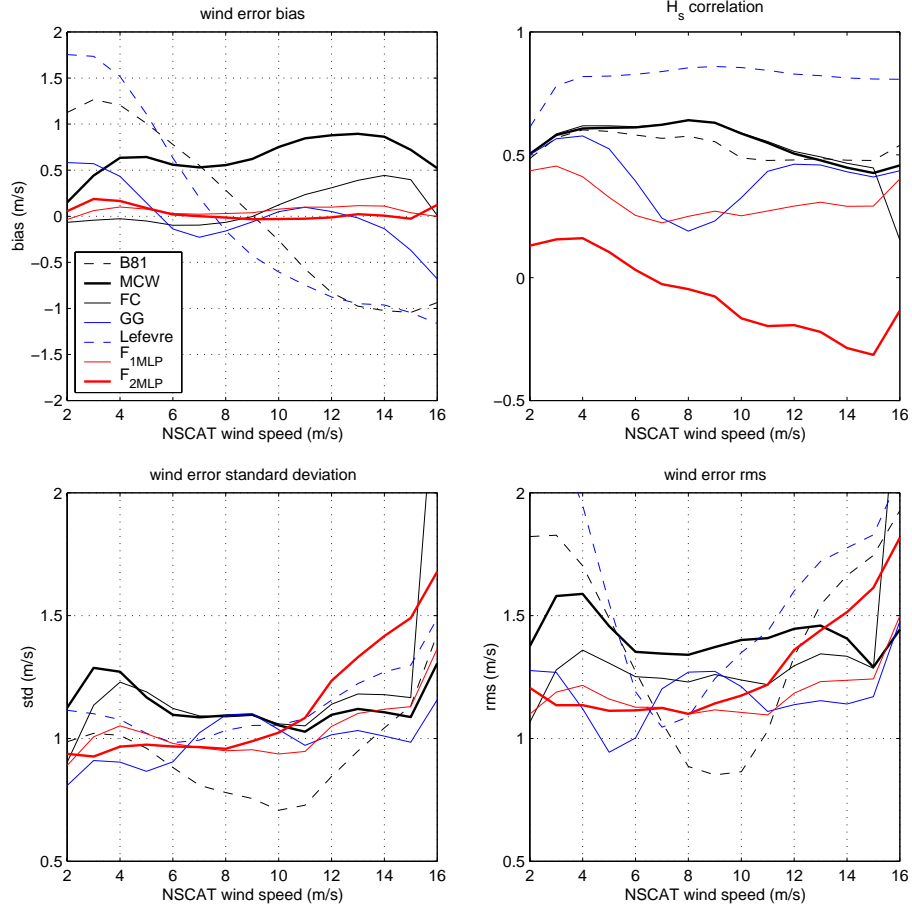 wind error bias
2
1.5
1
0.5
0
−0.5
−1
−1.5
−2
bias (m/s)
B81
MCW
FC
GG
Lefevre
F1MLP
F2MLP
2 4 6 8 10 12 14 16
NSCAT wind speed (m/s)
Hs correlation
1
0.5
0
−0.5
2 4 6 8 10 12 14 16
NSCAT wind speed (m/s)
wind error standard deviation
2
1.5
1
0.5
std (m/s)
2 4 6 8 10 12 14 16
NSCAT wind speed (m/s)
wind error rms
2
1.5
1
0.5
rms (m/s)
2 4 6 8 10 12 14 16
NSCAT wind speed (m/s)